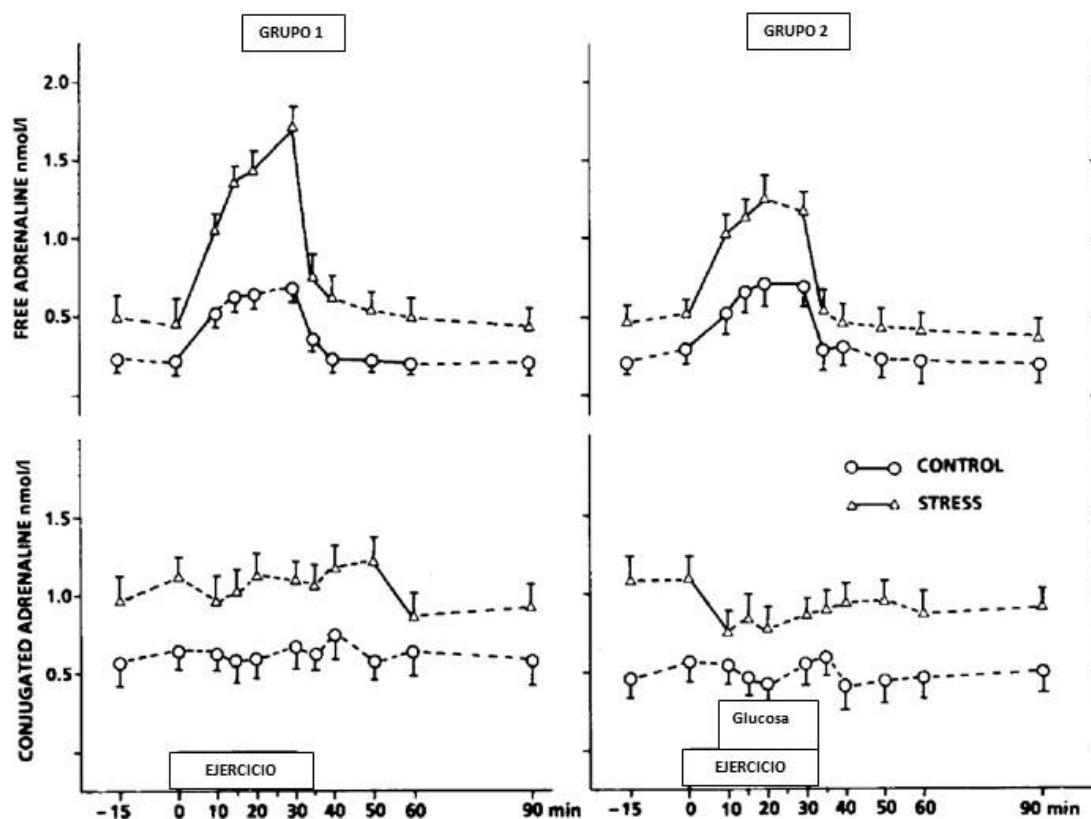 GRUPO 1
GRUPO 2
FREE ADRENALINE nmol/l
2.0
1.5
1.0
0.5
CONJUGATED ADRENALINE nmol/l
1.5
1.0
0.5
CONTROL
STRESS
Glucosa
EJERCICIO
EJERCICIO
-15 0 10 20 30 40 50 60 90 min
-15 0 10 20 30 40 50 60 90 min